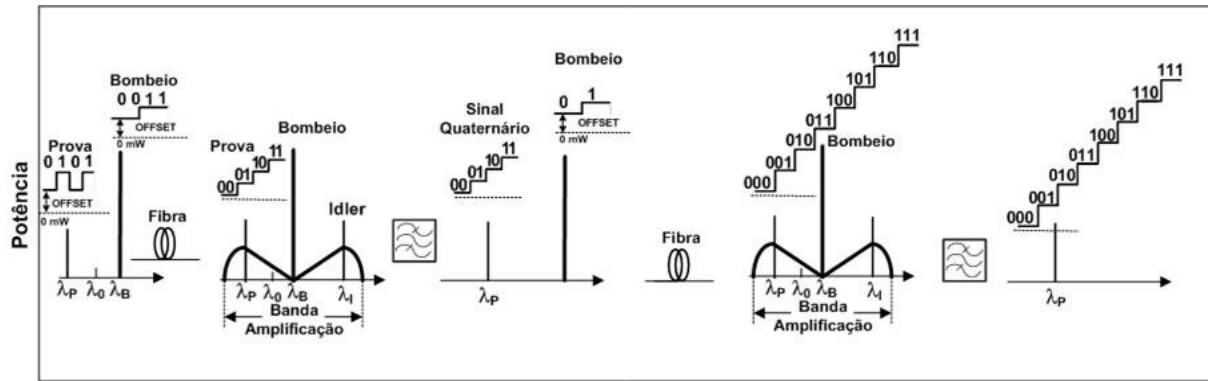 Potência
Prova
0 1 0 1
OFFSET
0 mW
Bombeio
0 0 1 1
OFFSET
0 mW
λP
λ0
λB
Fibra
Prova
00
01
10
11
Bombeio
Idler
λP
λ0
λB
λI
Banda
Amplificação
Sinal
Quaternário
00
01
10
11
λP
Bombeio
0 1
OFFSET
0 mW
Fibra
000
001
010
011
100
101
110
111
Bombeio
λP
λ0
λB
λI
Banda
Amplificação
000
001
010
011
100
101
110
111
λP